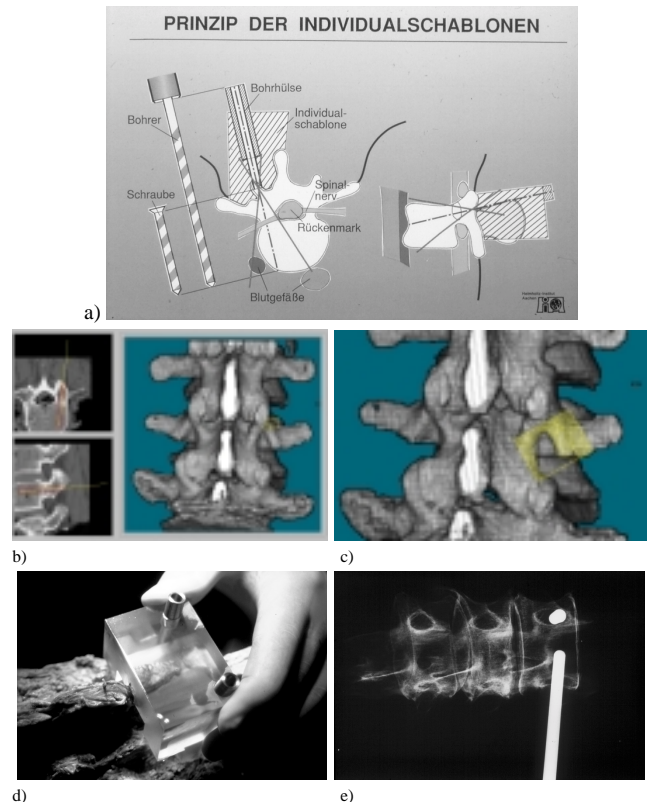 PRINZIP DER INDIVIDUALSCHABLONEN
Bohrhülse
Bohrer
Individual-
schablone
Schraube
Spinal-
nerv
Rückenmark
Blutgefäße
a)
b)
c)
d)
e)